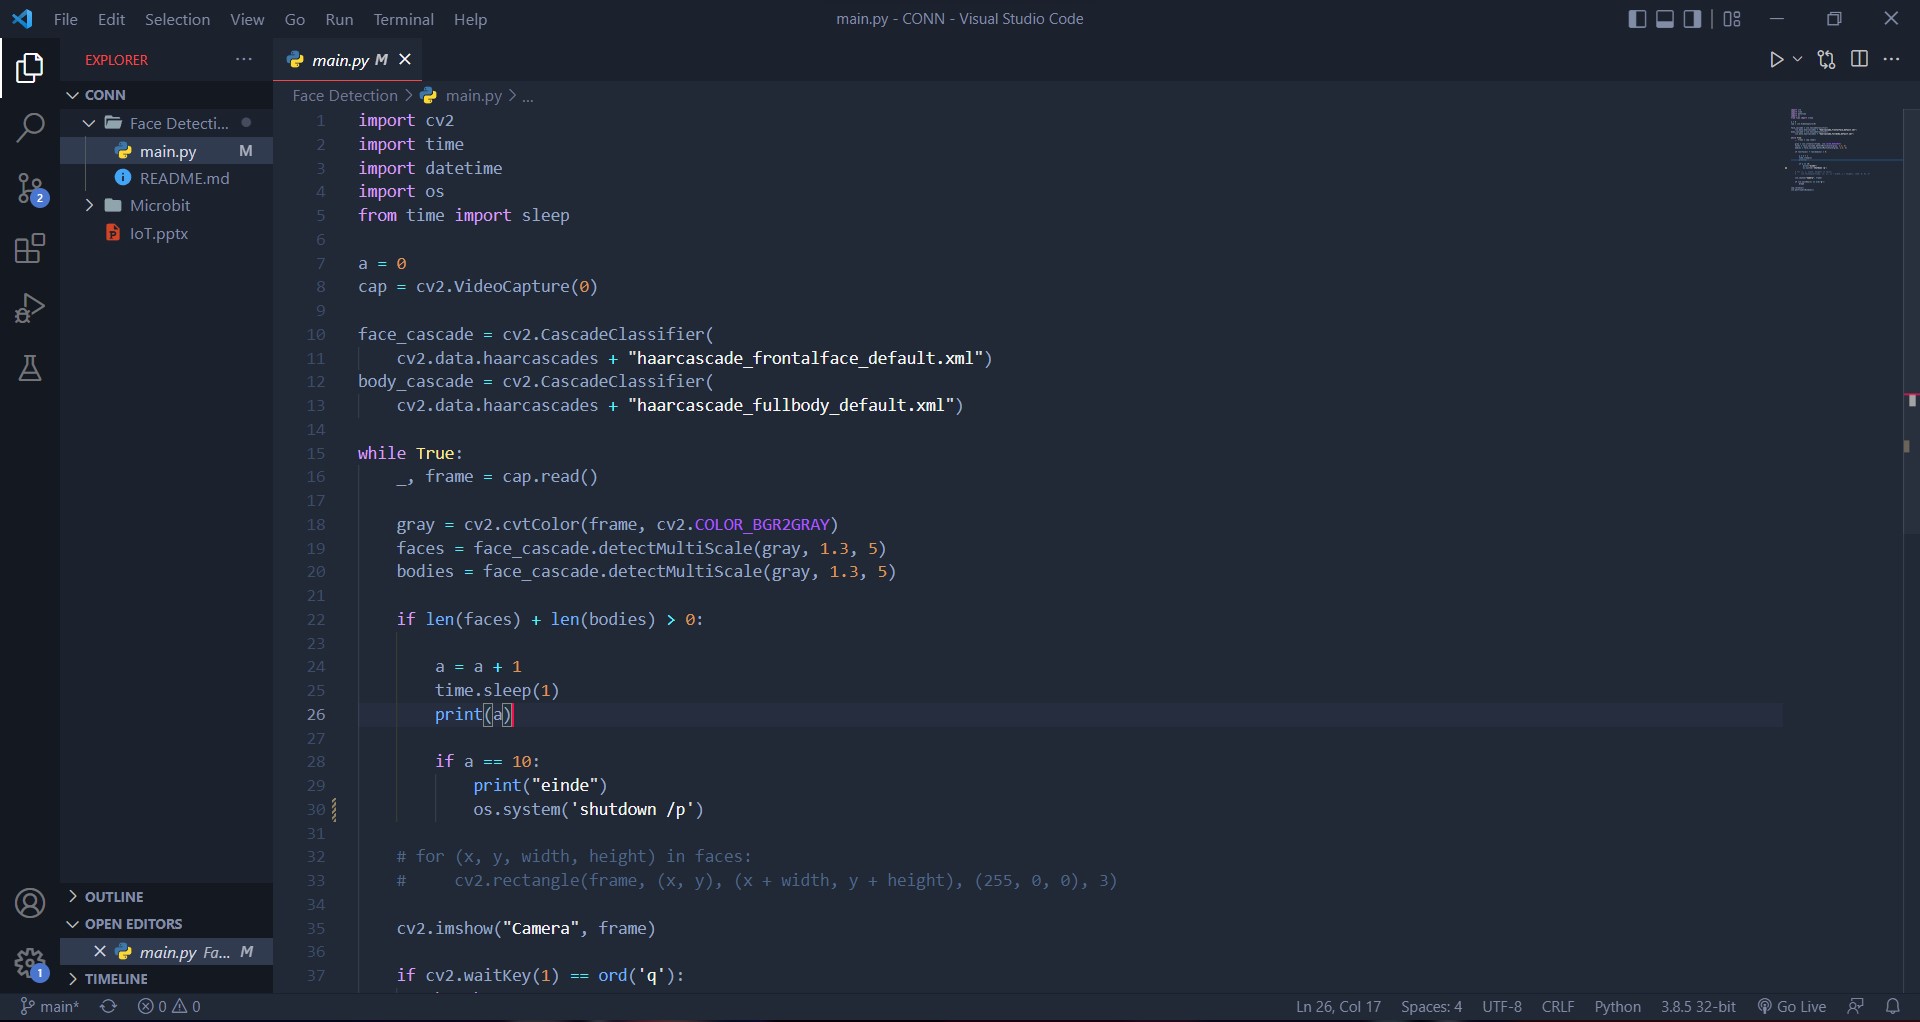 File Edit Selection View Go Run Terminal Help
main.py - CONN - Visual Studio Code
EXPLORER
main.py M
CONN
Face Detecti...
main.py M
README.md
Microbit
IoT.pptx
2
Face Detection > main.py > ...
1 import cv2
2 import time
3 import datetime
4 import os
5 from time import sleep
6
7 a = 0
8 cap = cv2.VideoCapture(0)
9
10 face_cascade = cv2.CascadeClassifier(
11 cv2.data.haarcascades + "haarcascade_frontalface_default.xml")
12 body_cascade = cv2.CascadeClassifier(
13 cv2.data.haarcascades + "haarcascade_fullbody_default.xml")
14
15 while True:
16 _, frame = cap.read()
17
18 gray = cv2.cvtColor(frame, cv2.COLOR_BGR2GRAY)
19 faces = face_cascade.detectMultiScale(gray, 1.3, 5)
20 bodies = face_cascade.detectMultiScale(gray, 1.3, 5)
21
22 if len(faces) + len(bodies) > 0:
23
24 a = a + 1
25 time.sleep(1)
26 print(a)
27
28 if a == 10:
29 print("einde")
30 os.system('shutdown /p')
31
32 # for (x, y, width, height) in faces:
33 #     cv2.rectangle(frame, (x, y), (x + width, y + height), (255, 0, 0), 3)
34
35 cv2.imshow("Camera", frame)
36
37 if cv2.waitKey(1) == ord('q'):
OUTLINE
OPEN EDITORS
main.py Fa... M
TIMELINE
1
main* 0 0
Ln 26, Col 17 Spaces: 4 UTF-8 CRLF Python 3.8.5 32-bit Go Live